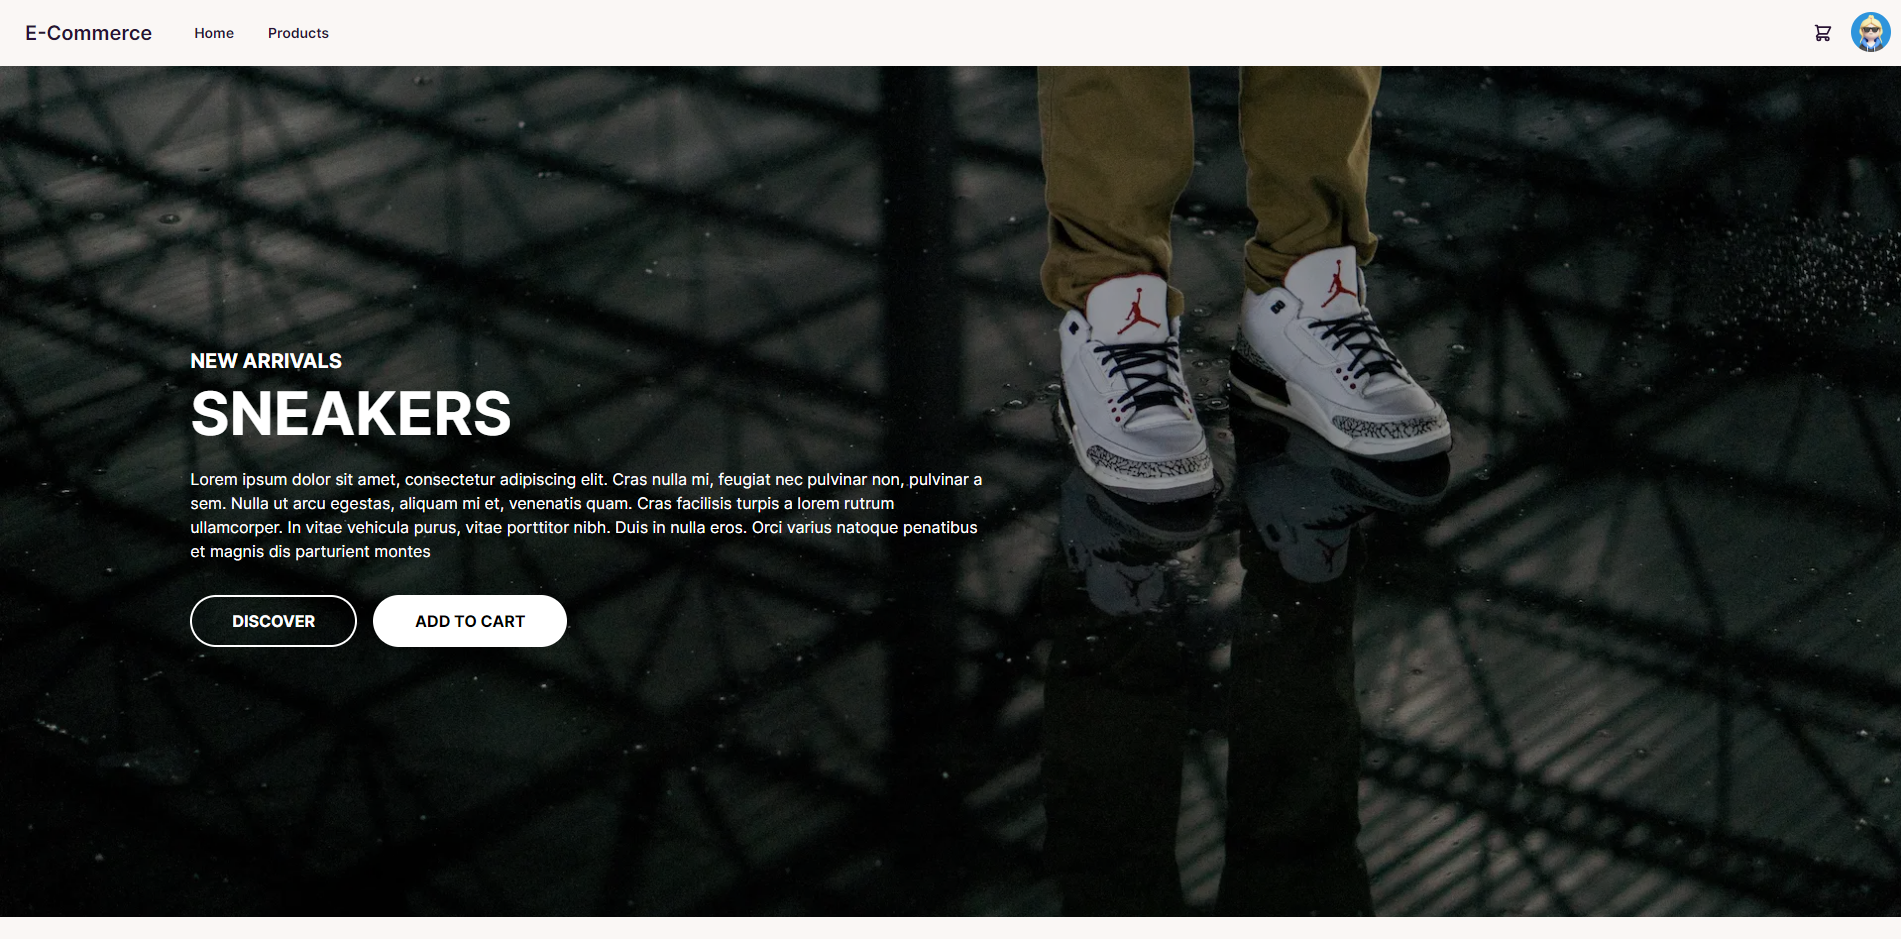 E-Commerce
Home
Products
NEW ARRIVALS
SNEAKERS
Lorem ipsum dolor sit amet, consectetur adipiscing elit. Cras nulla mi, feugiat nec pulvinar non, pulvinar a
sem. Nulla ut arcu egestas, aliquam mi et, venenatis quam. Cras facilisis turpis a lorem rutrum
ullamcorper. In vitae vehicula purus, vitae porttitor nibh. Duis in nulla eros. Orci varius natoque penatibus
et magnis dis parturient montes
DISCOVER
ADD TO CART